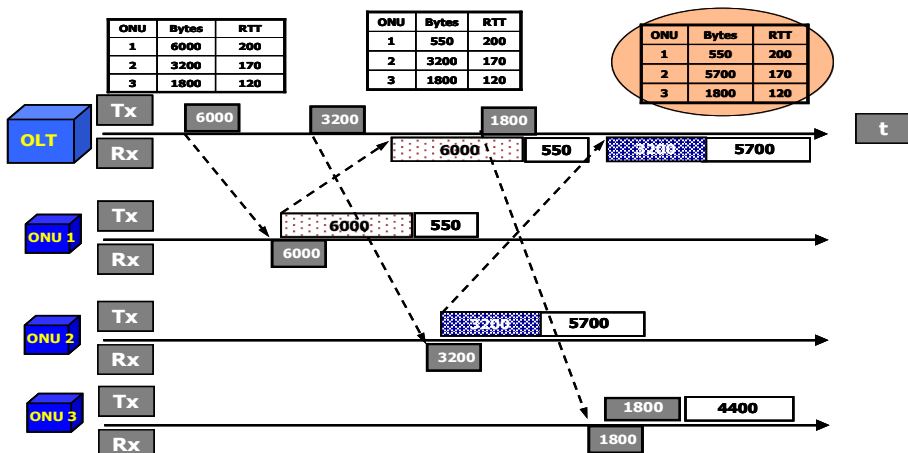 ONU Bytes RTT
1 6000 200
2 3200 170
3 1800 120
ONU Bytes RTT
1 550 200
2 3200 170
3 1800 120
ONU Bytes RTT
1 550 200
2 5700 170
3 1800 120
OLT
Tx
6000 3200 1800
t
Rx
6000 550 3200 5700
ONU 1
Tx
6000 550
Rx
6000
ONU 2
Tx
3200 5700
Rx
3200
ONU 3
Tx
1800 4400
Rx
1800